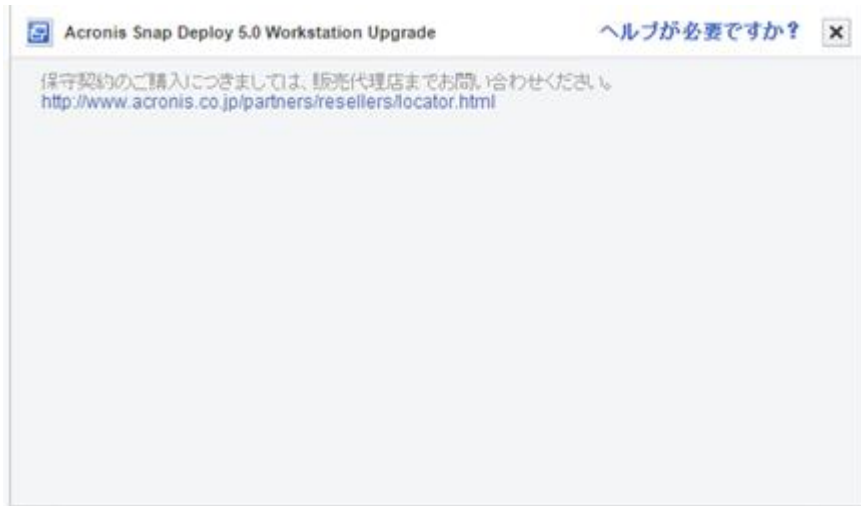 Acronis Snap Deploy 5.0 Workstation Upgrade ヘルプが必要ですか?
保守契約のご購入につきましては、販売代理店までお問い合わせください。
http://www.acronis.co.jp/partners/resellers/locator.html